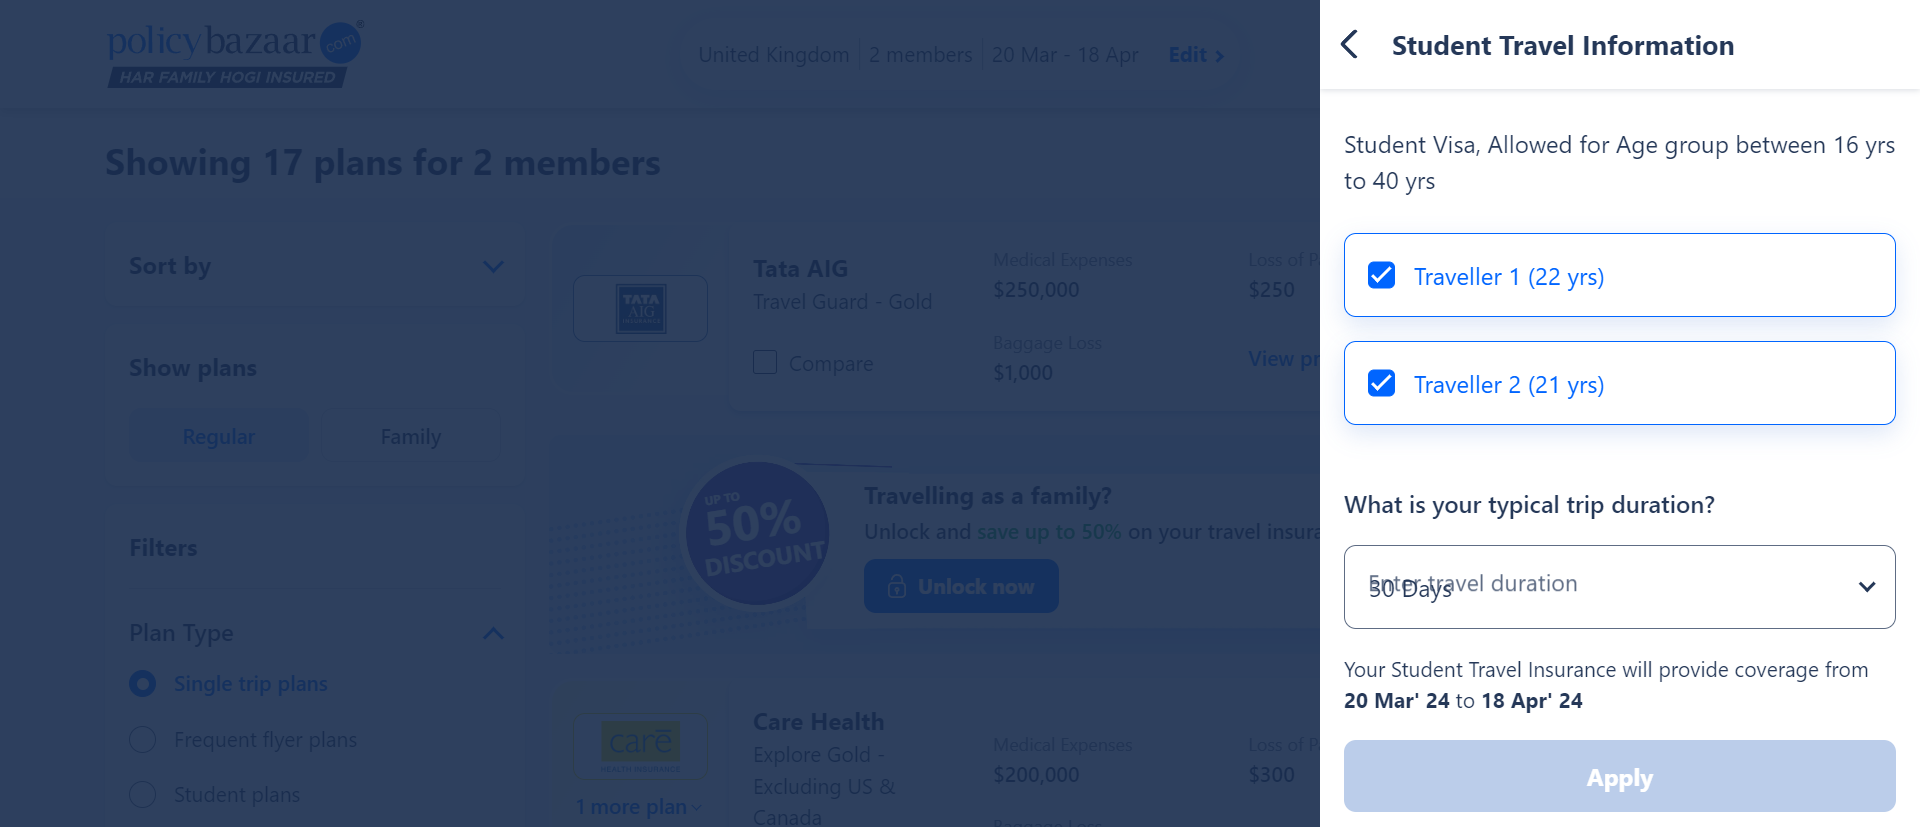 policybazaar.com
HAR FAMILY HOGI INSURED
United Kingdom
2 members
20 Mar - 18 Apr
Edit
Showing 17 plans for 2 members
Sort by
Show plans
Regular
Family
Filters
Plan Type
Single trip plans
Frequent flyer plans
Student plans
TATA
AIG
INSURANCE
Tata AIG
Travel Guard - Gold
Compare
Medical Expenses
$250,000
Baggage Loss
$1,000
Loss of
$250
View
UP TO
50%
DISCOUNT
Travelling as a family?
Unlock and save up to 50% on your travel
Unlock now
care
HEALTH INSURANCE
1 more plan
Care Health
Explore Gold -
Excluding US &
Canada
Medical Expenses
$200,000
Baggage Loss
Loss of
$300
Student Travel Information
Student Visa, Allowed for Age group between 16 yrs
to 40 yrs
Traveller 1 (22 yrs)
Traveller 2 (21 yrs)
What is your typical trip duration?
Enter travel duration
30 Days
Your Student Travel Insurance will provide coverage from
20 Mar' 24 to 18 Apr' 24
Apply